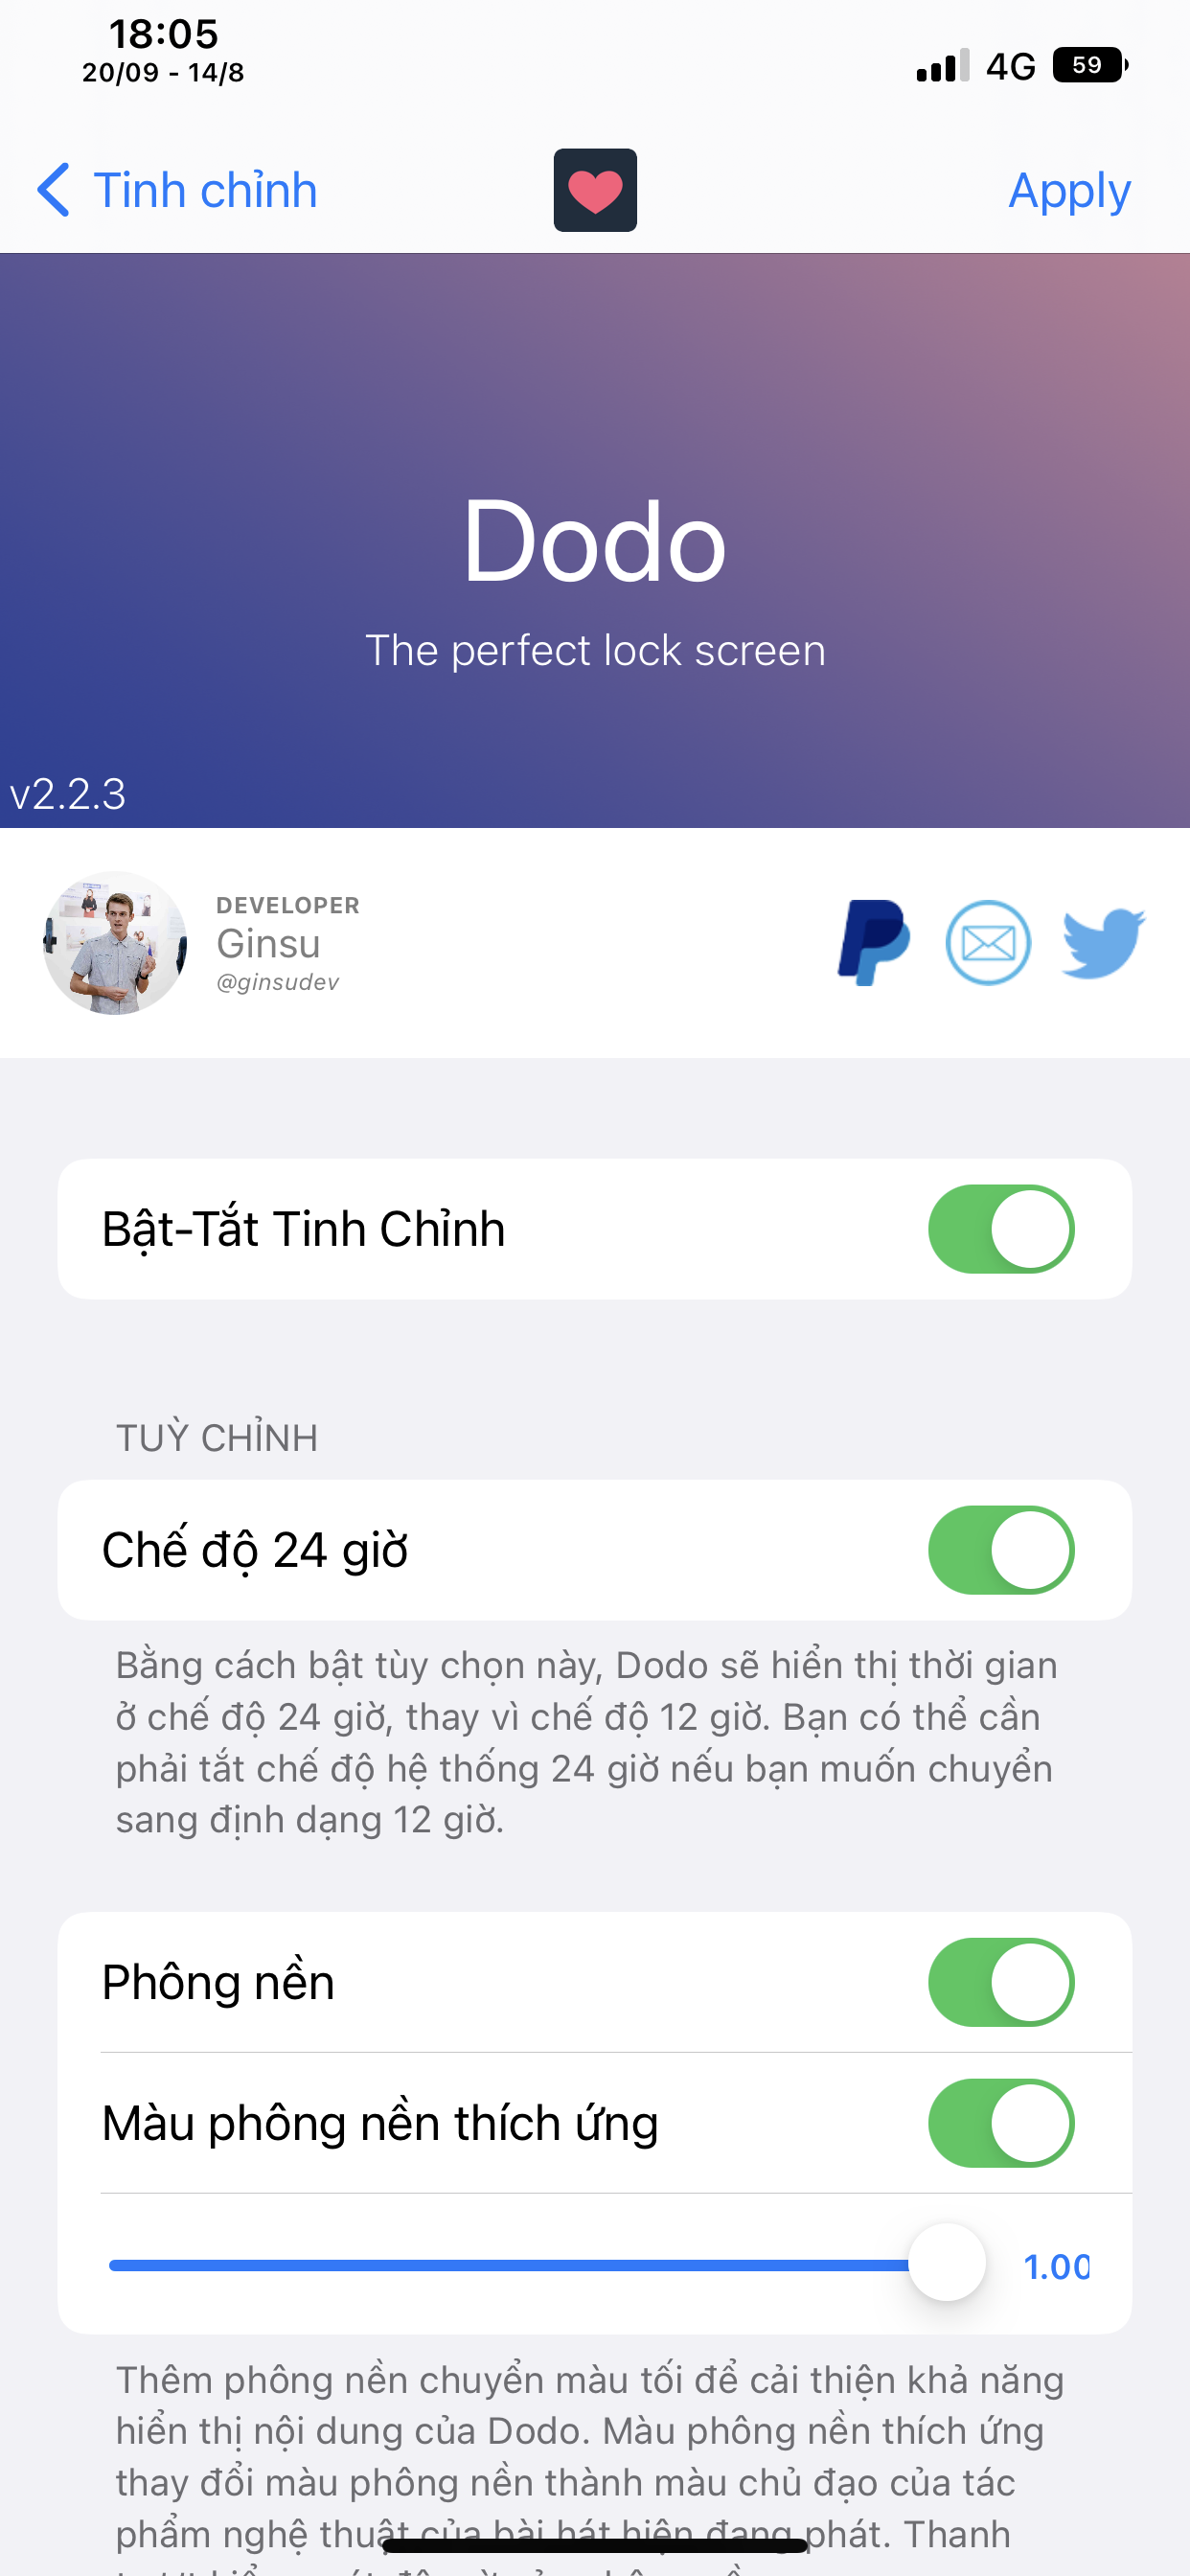 18:05
20/09 - 14/8
4G
59
Tinh chỉnh
Apply
Dodo
The perfect lock screen
v2.2.3
DEVELOPER
Ginsu
@ginsudev
Bật-Tắt Tinh Chỉnh
TUỲ CHỈNH
Chế độ 24 giờ
Bằng cách bật tùy chọn này, Dodo sẽ hiển thị thời gian
ở chế độ 24 giờ, thay vì chế độ 12 giờ. Bạn có thể cần
phải tắt chế độ hệ thống 24 giờ nếu bạn muốn chuyển
sang định dạng 12 giờ.
Phông nền
Màu phông nền thích ứng
1.00
Thêm phông nền chuyển màu tối để cải thiện khả năng
hiển thị nội dung của Dodo. Màu phông nền thích ứng
thay đổi màu phông nền thành màu chủ đạo của tác
phẩm nghệ thuật của bài hát hiện đang phát. Thanh